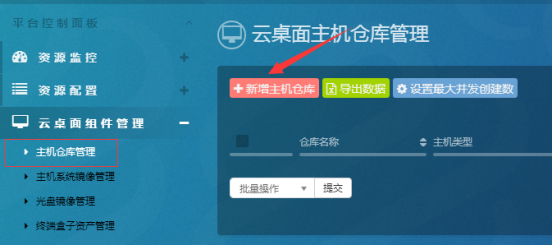 平台控制面板
资源监控
资源配置
云桌面组件管理
主机仓库管理
主机系统镜像管理
光盘镜像管理
终端盒子资产管理
云桌面主机仓库管理
新增主机仓库 导出数据 设置最大并发创建数
仓库名称 主机类型
批量操作 提交